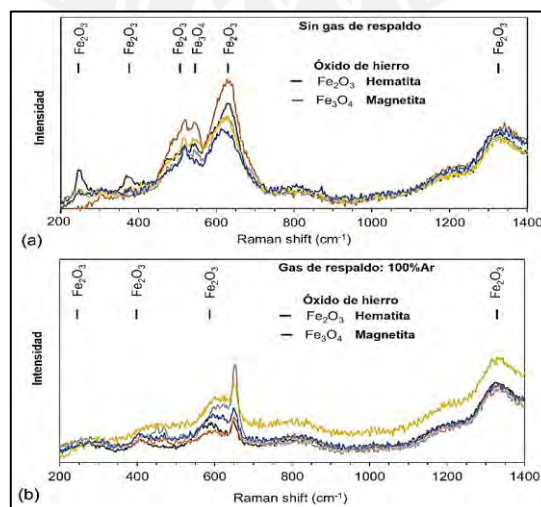 Fe₂O₃ Fe₂O₃ Fe₂O₃ Fe₃O₄ Fe₂O₃ Fe₂O₃
Sin gas de respaldo
Óxido de hierro
Fe₂O₃ Hematita
Fe₃O₄ Magnetita
Intensidad
200 400 600 800 1000 1200 1400
(a)
Raman shift (cm⁻¹)
Fe₂O₃ Fe₂O₃ Fe₂O₃ Fe₂O₃
Gas de respaldo: 100%Ar
Óxido de hierro
Fe₂O₃ Hematita
Fe₃O₄ Magnetita
Intensidad
200 400 600 800 1000 1200 1400
(b)
Raman shift (cm⁻¹)